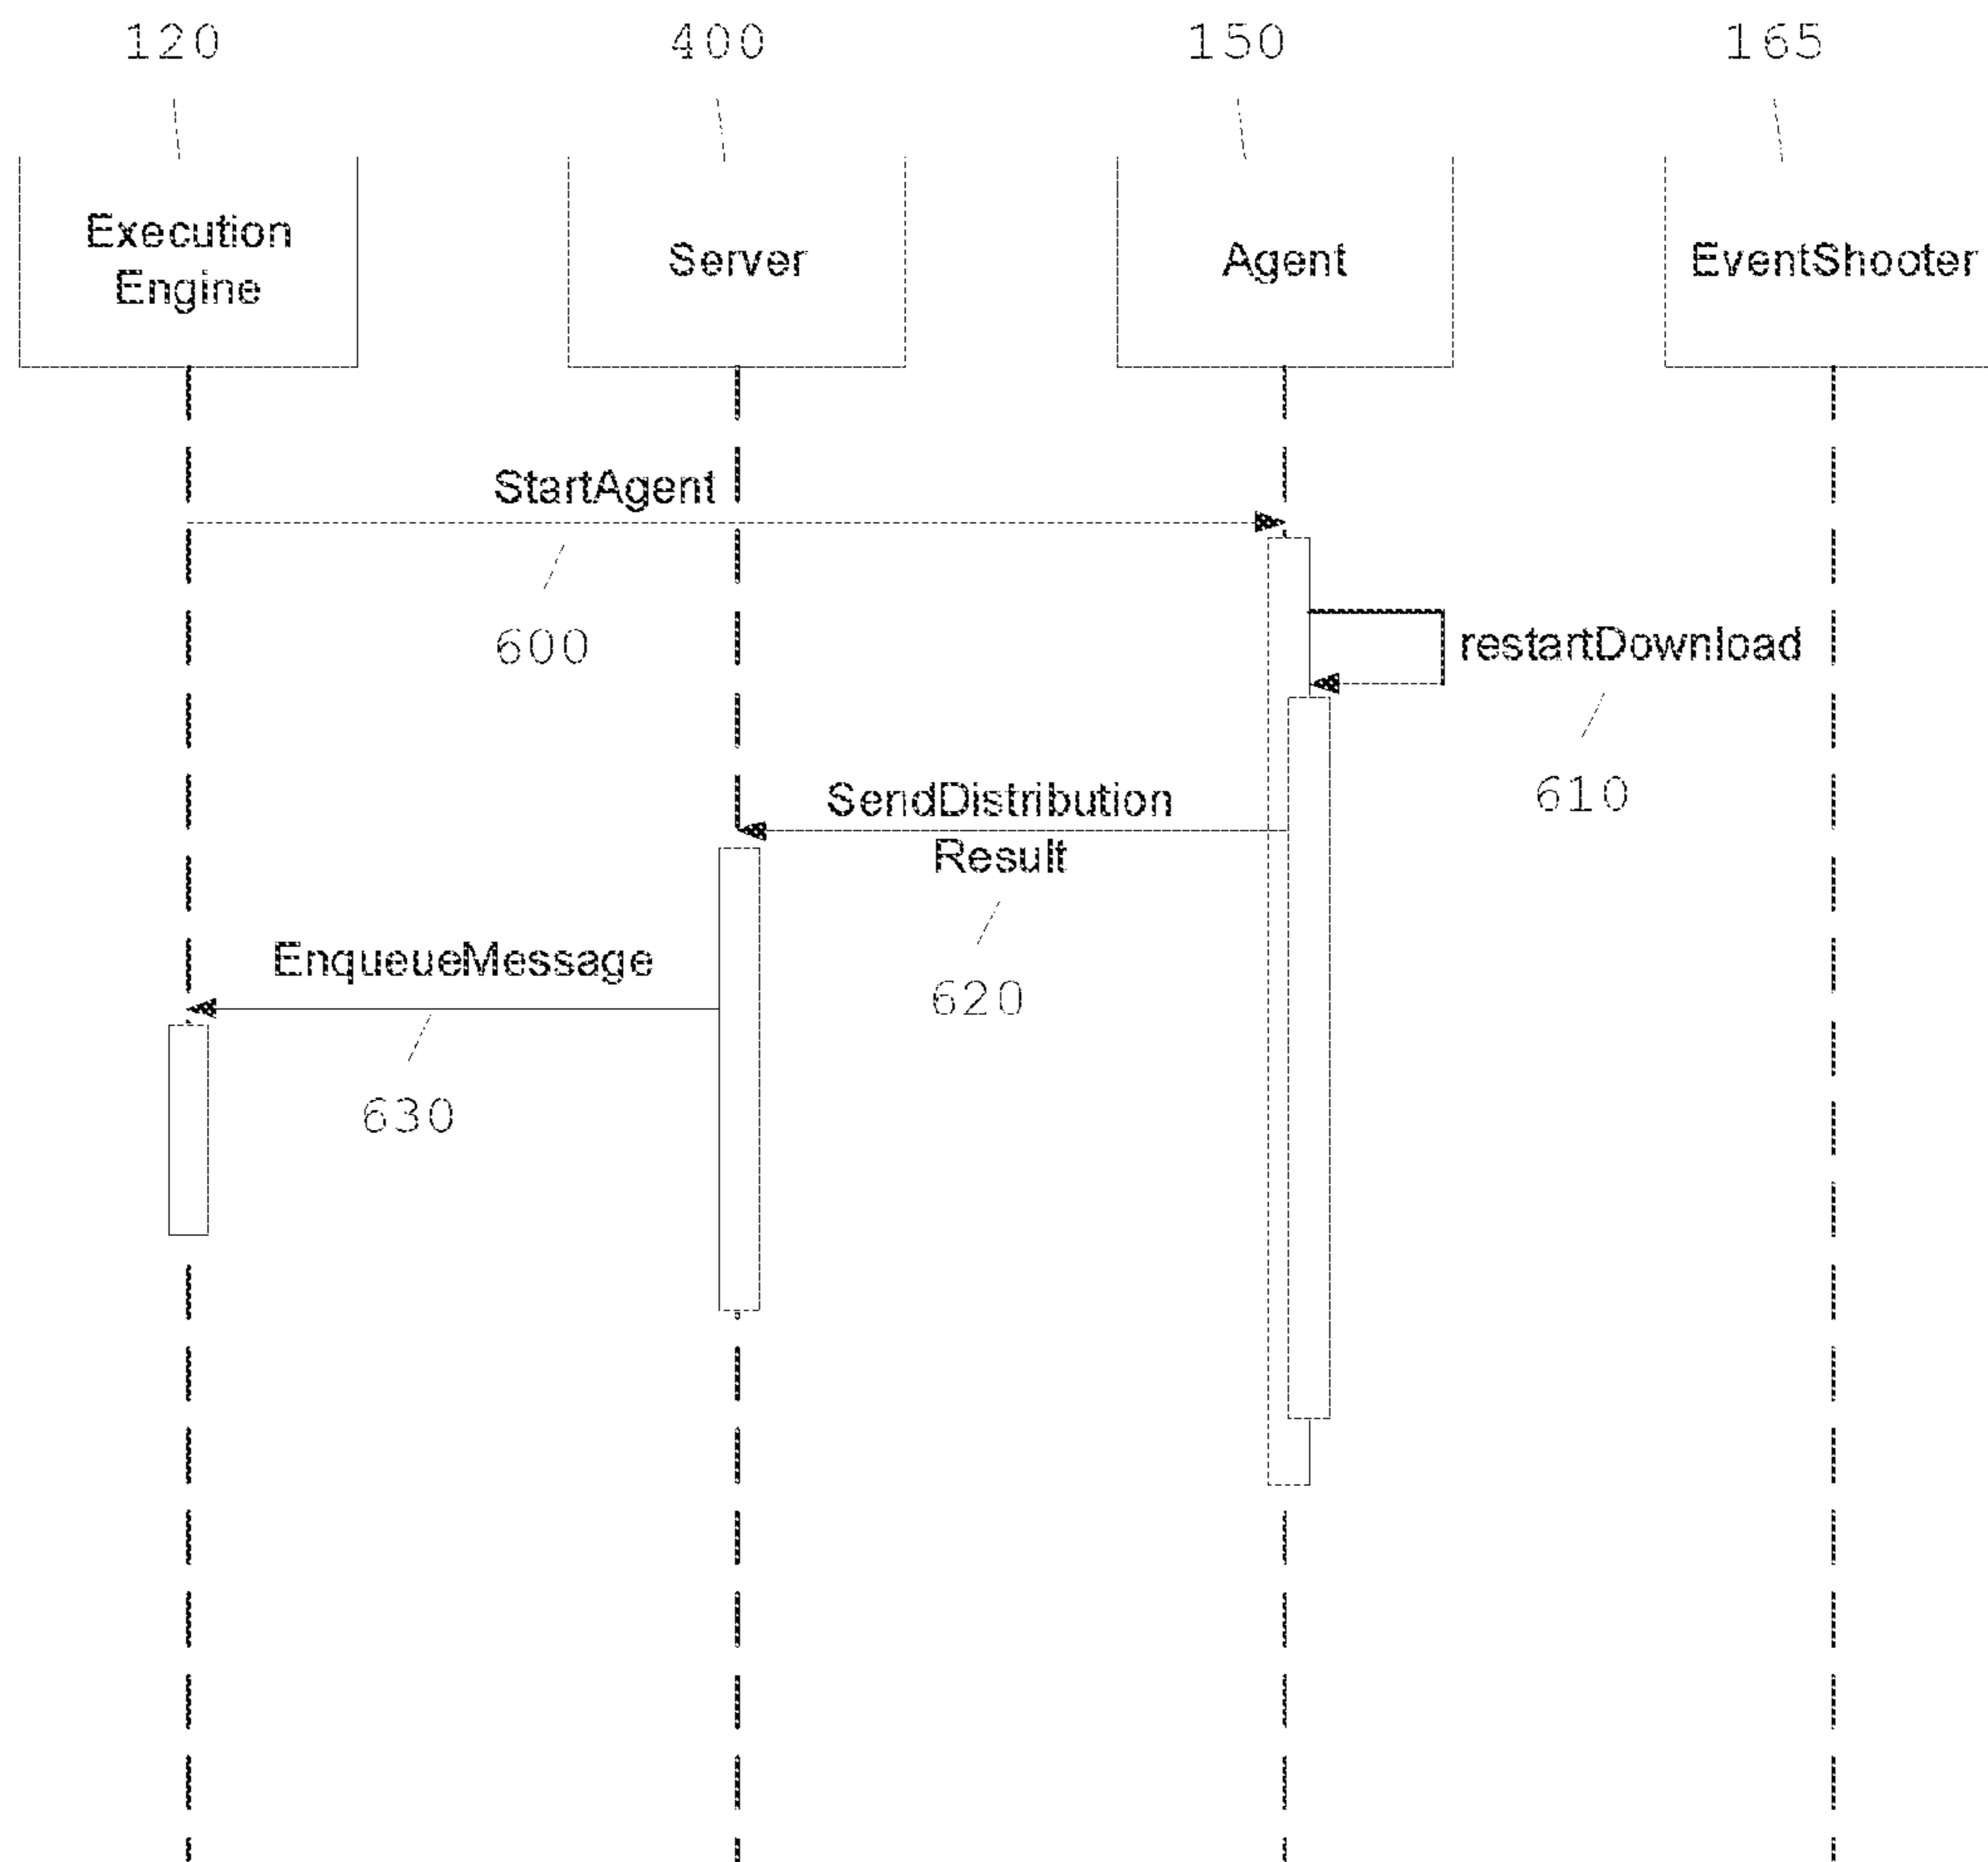 120
400
150
165
Execution
Engine
Server
Agent
EventShooter
StartAgent
600
restartDownload
610
SendDistribution
Result
620
EnqueueMessage
630